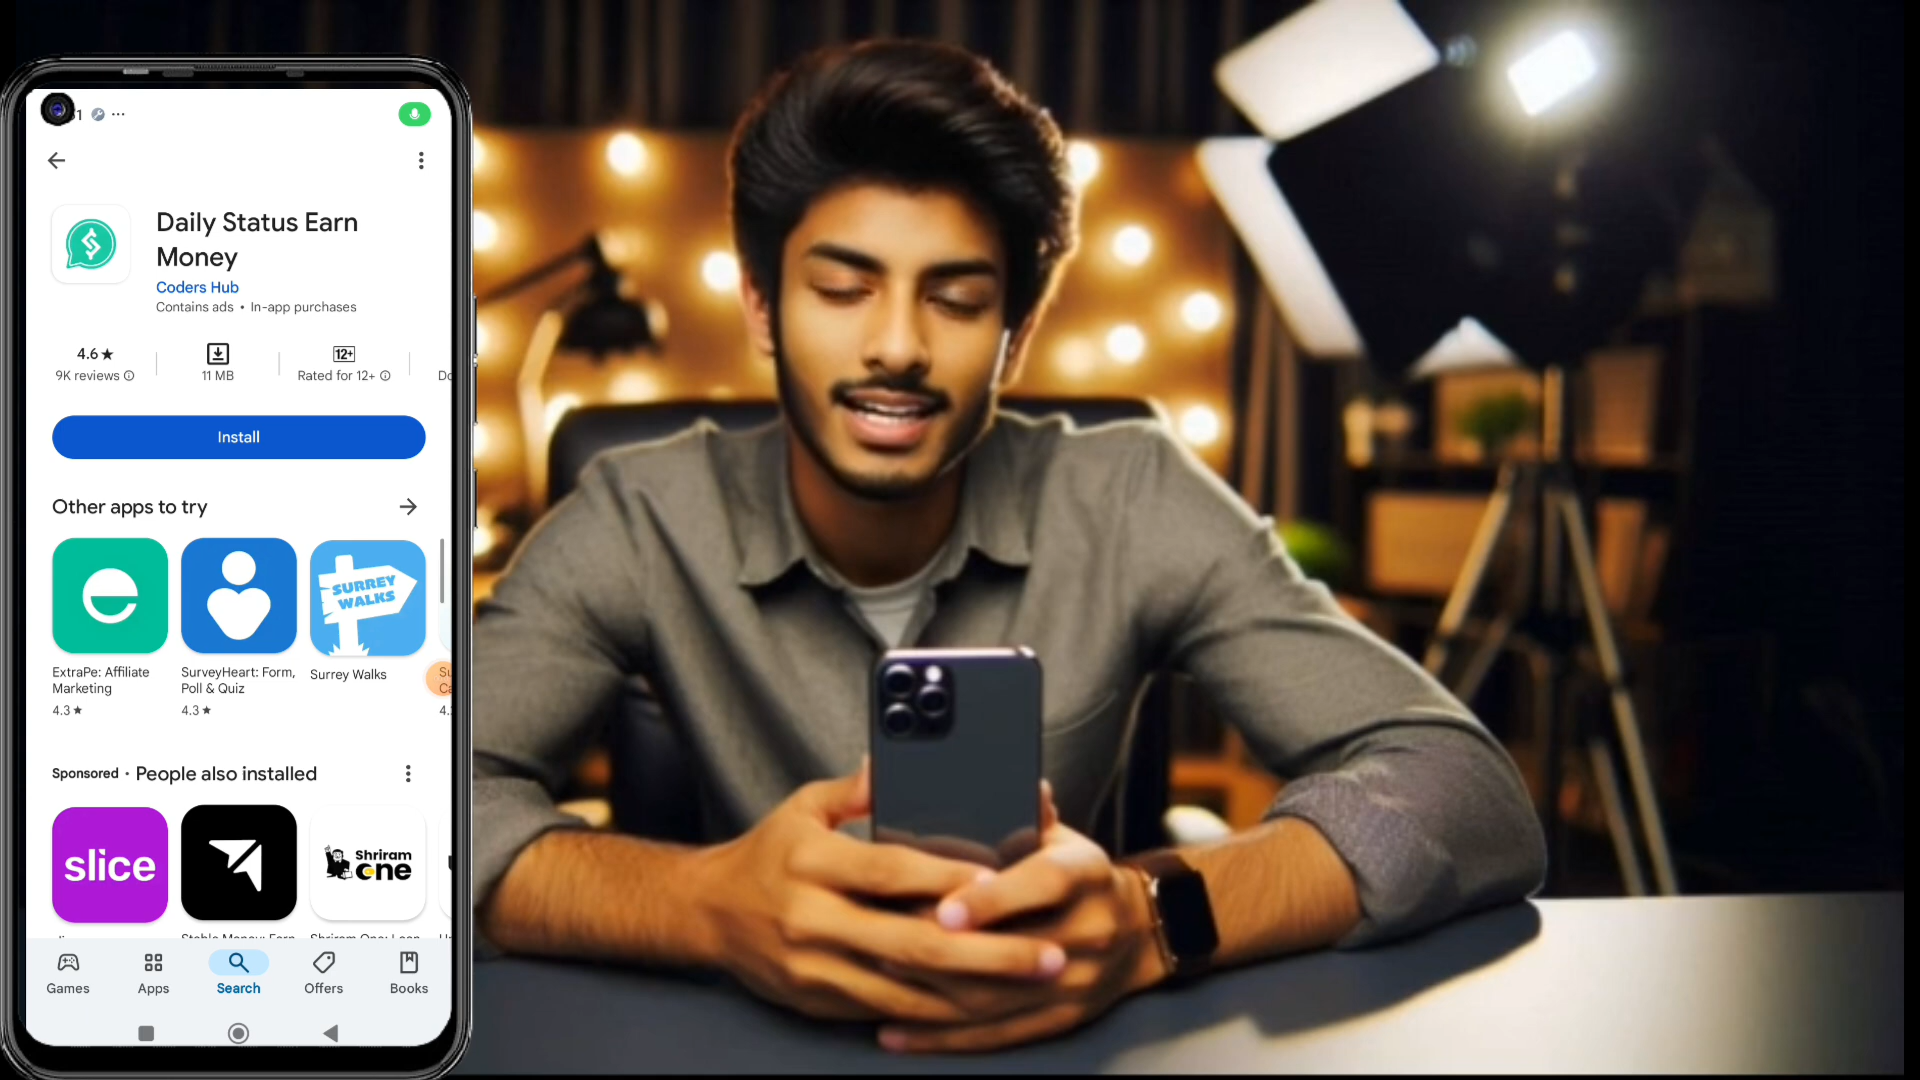 Daily Status Earn
Money
Coders Hub
Contains ads • In-app purchases
4.6★
12+
9K reviews
11 MB
Rated for 12+
Install
Other apps to try
SURREY
WALKS
ExtraPe: Affiliate
Marketing
4.3★
SurveyHeart: Form,
Poll & Quiz
4.3★
Surrey Walks
Sponsored · People also installed
slice
Shriram
one
Games
Apps
Search
Offers
Books